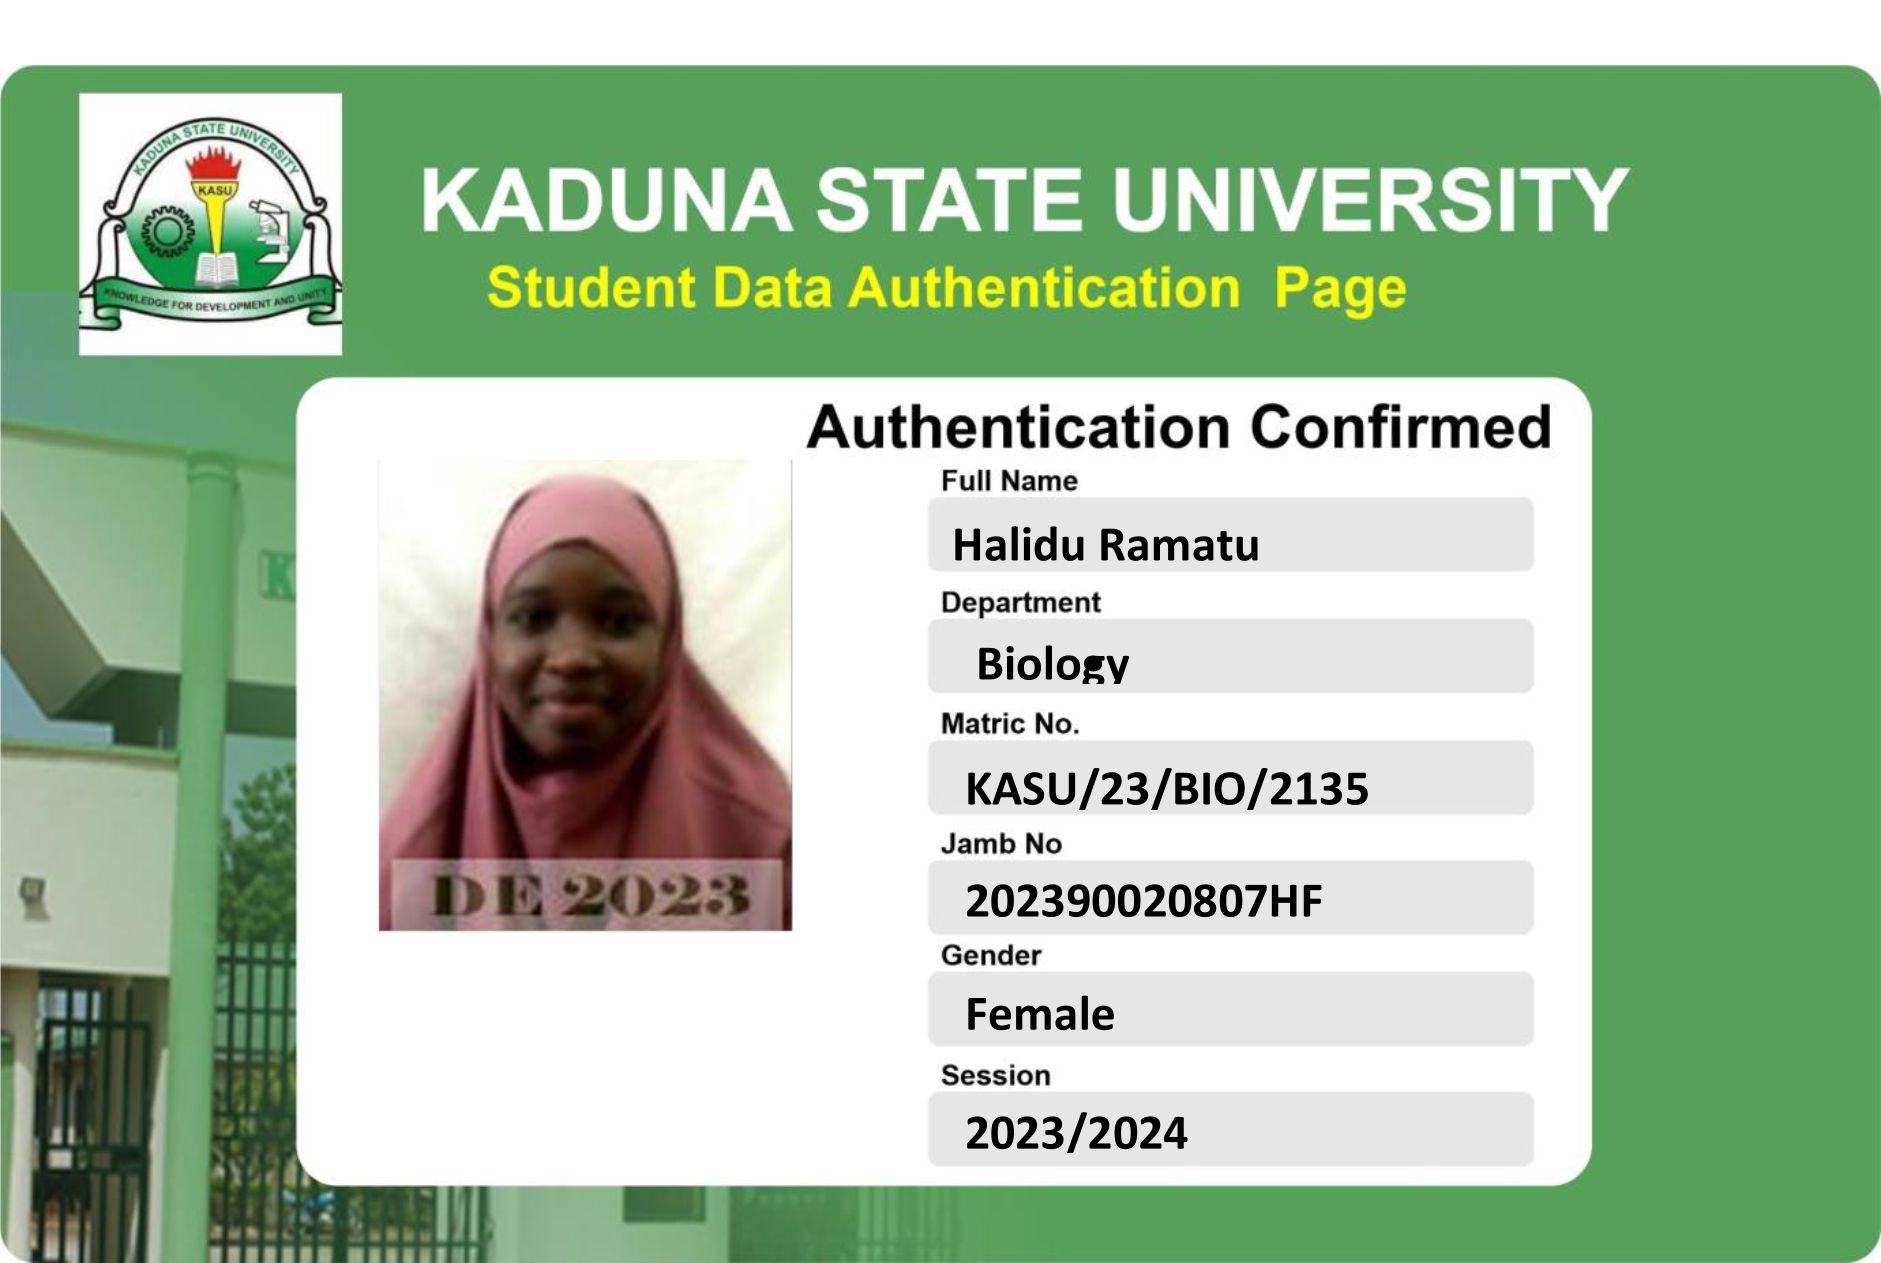 KADUNA STATE UNIVERSITY
KASU
KNOWLEDGE FOR DEVELOPMENT AND UNITY
KADUNA STATE UNIVERSITY
Student Data Authentication Page
Authentication Confirmed
Full Name
Halidu Ramatu
Department
Biology
Matric No.
KASU/23/BIO/2135
Jamb No
202390020807HF
Gender
Female
Session
2023/2024
DE 2023
K